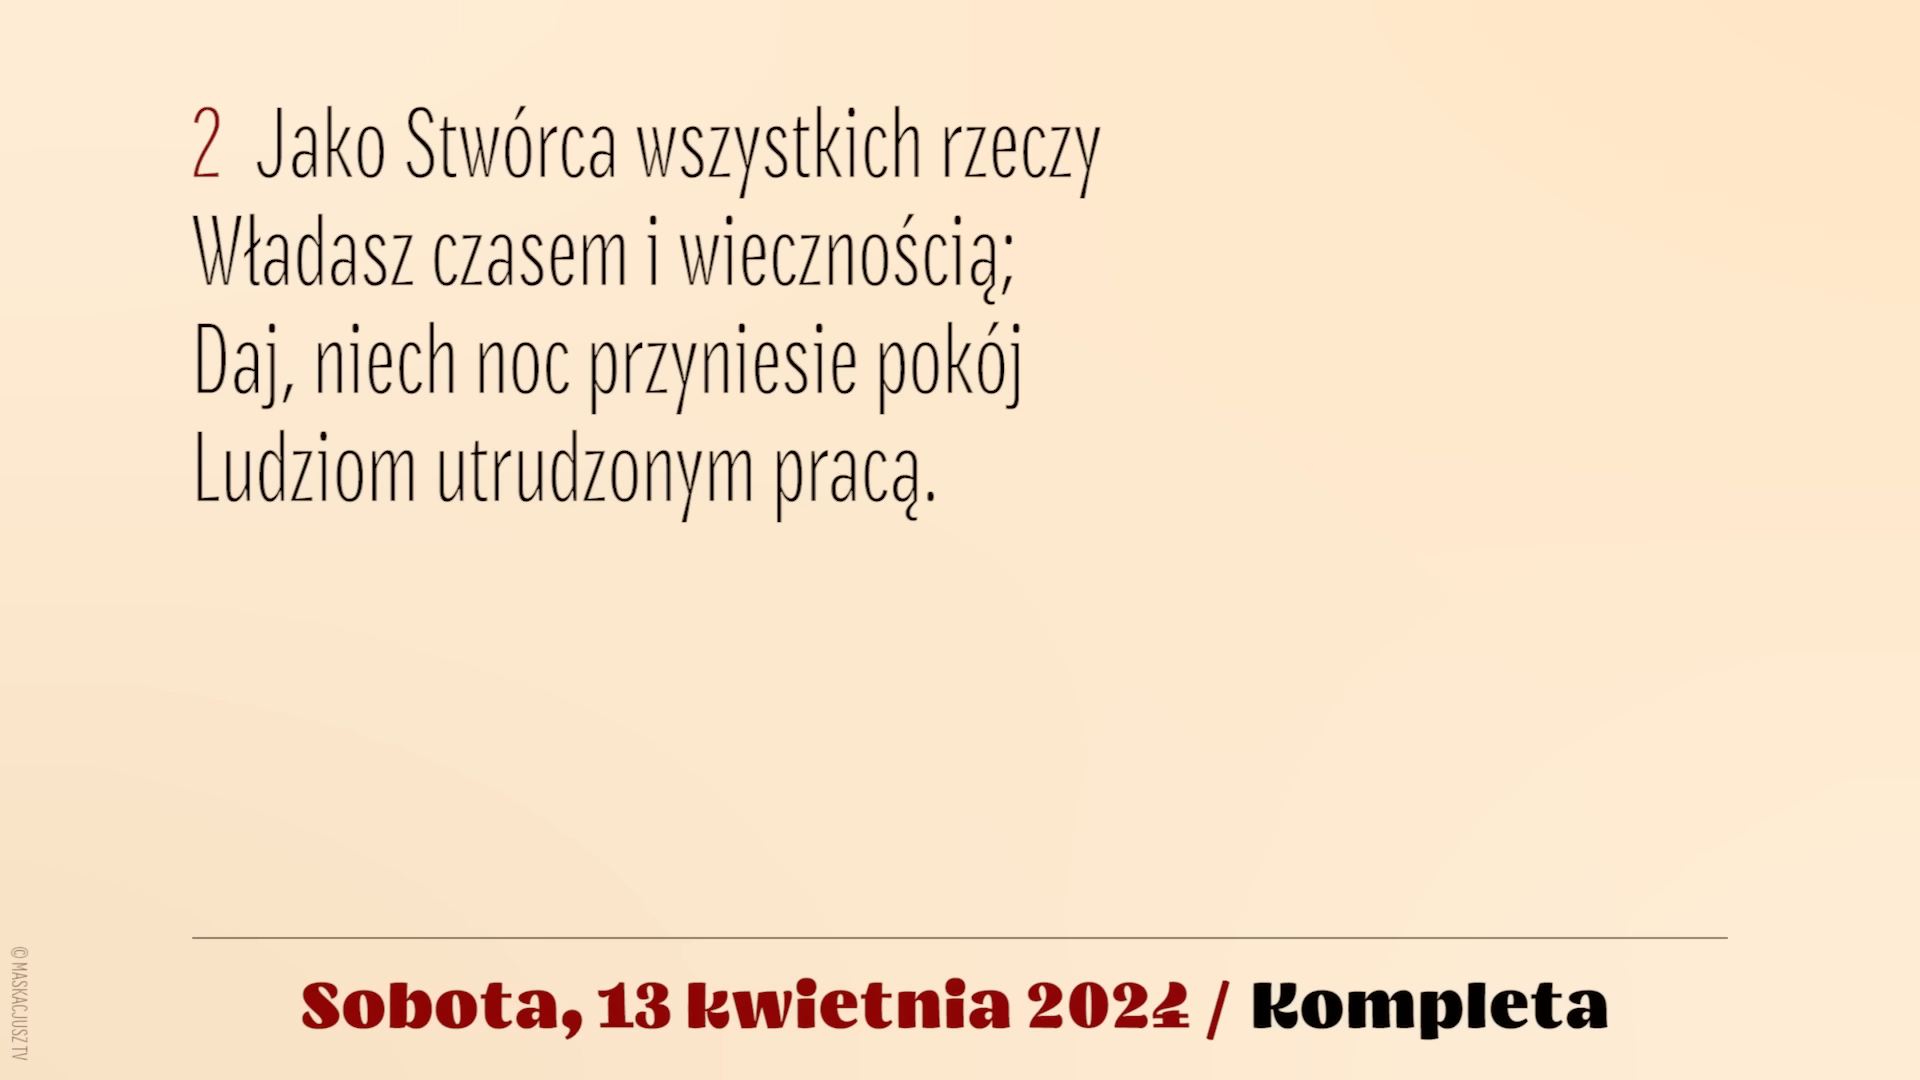 2 Jako Stwórca wszystkich rzeczy
Władasz czasem i wiecznością;
Daj, niech noc przyniesie pokój
Ludziom utrudzonym pracą.
Sobota, 13 kwietnia 2024 / Kompleta
© MASKACJUSZ TV